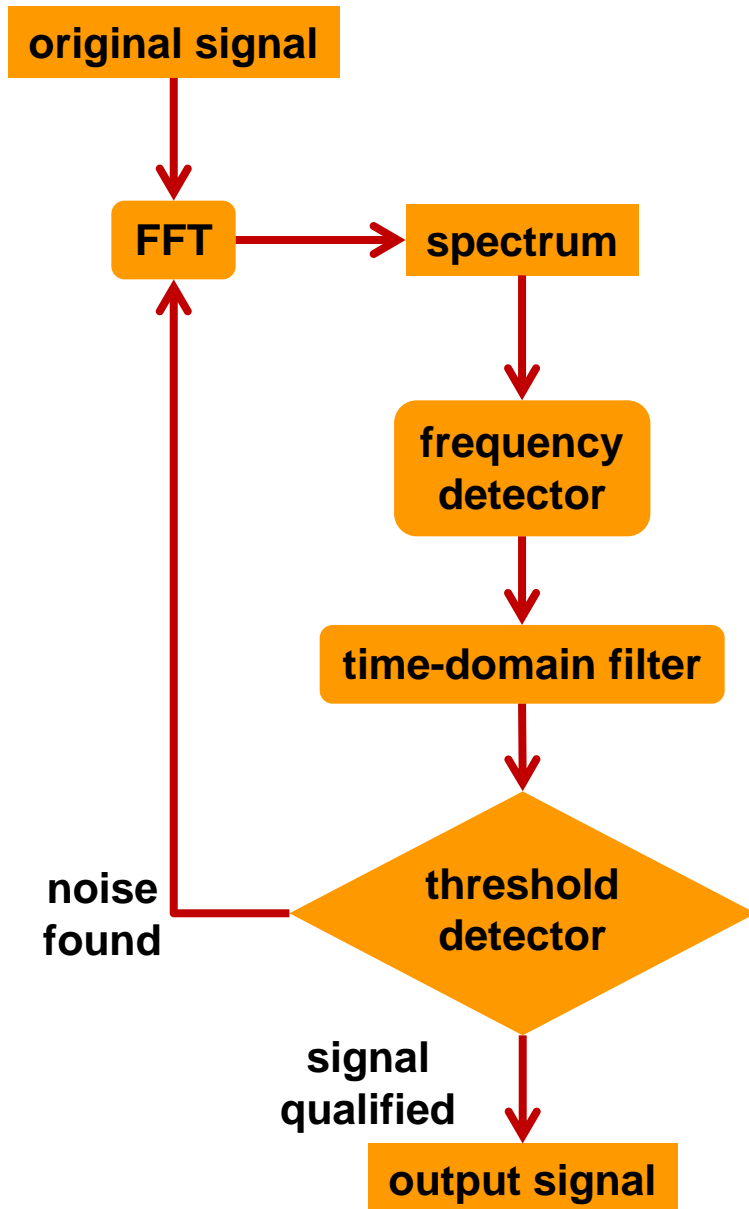 original signal
FFT
spectrum
frequency
detector
time-domain filter
threshold
detector
noise
found
signal
qualified
output signal